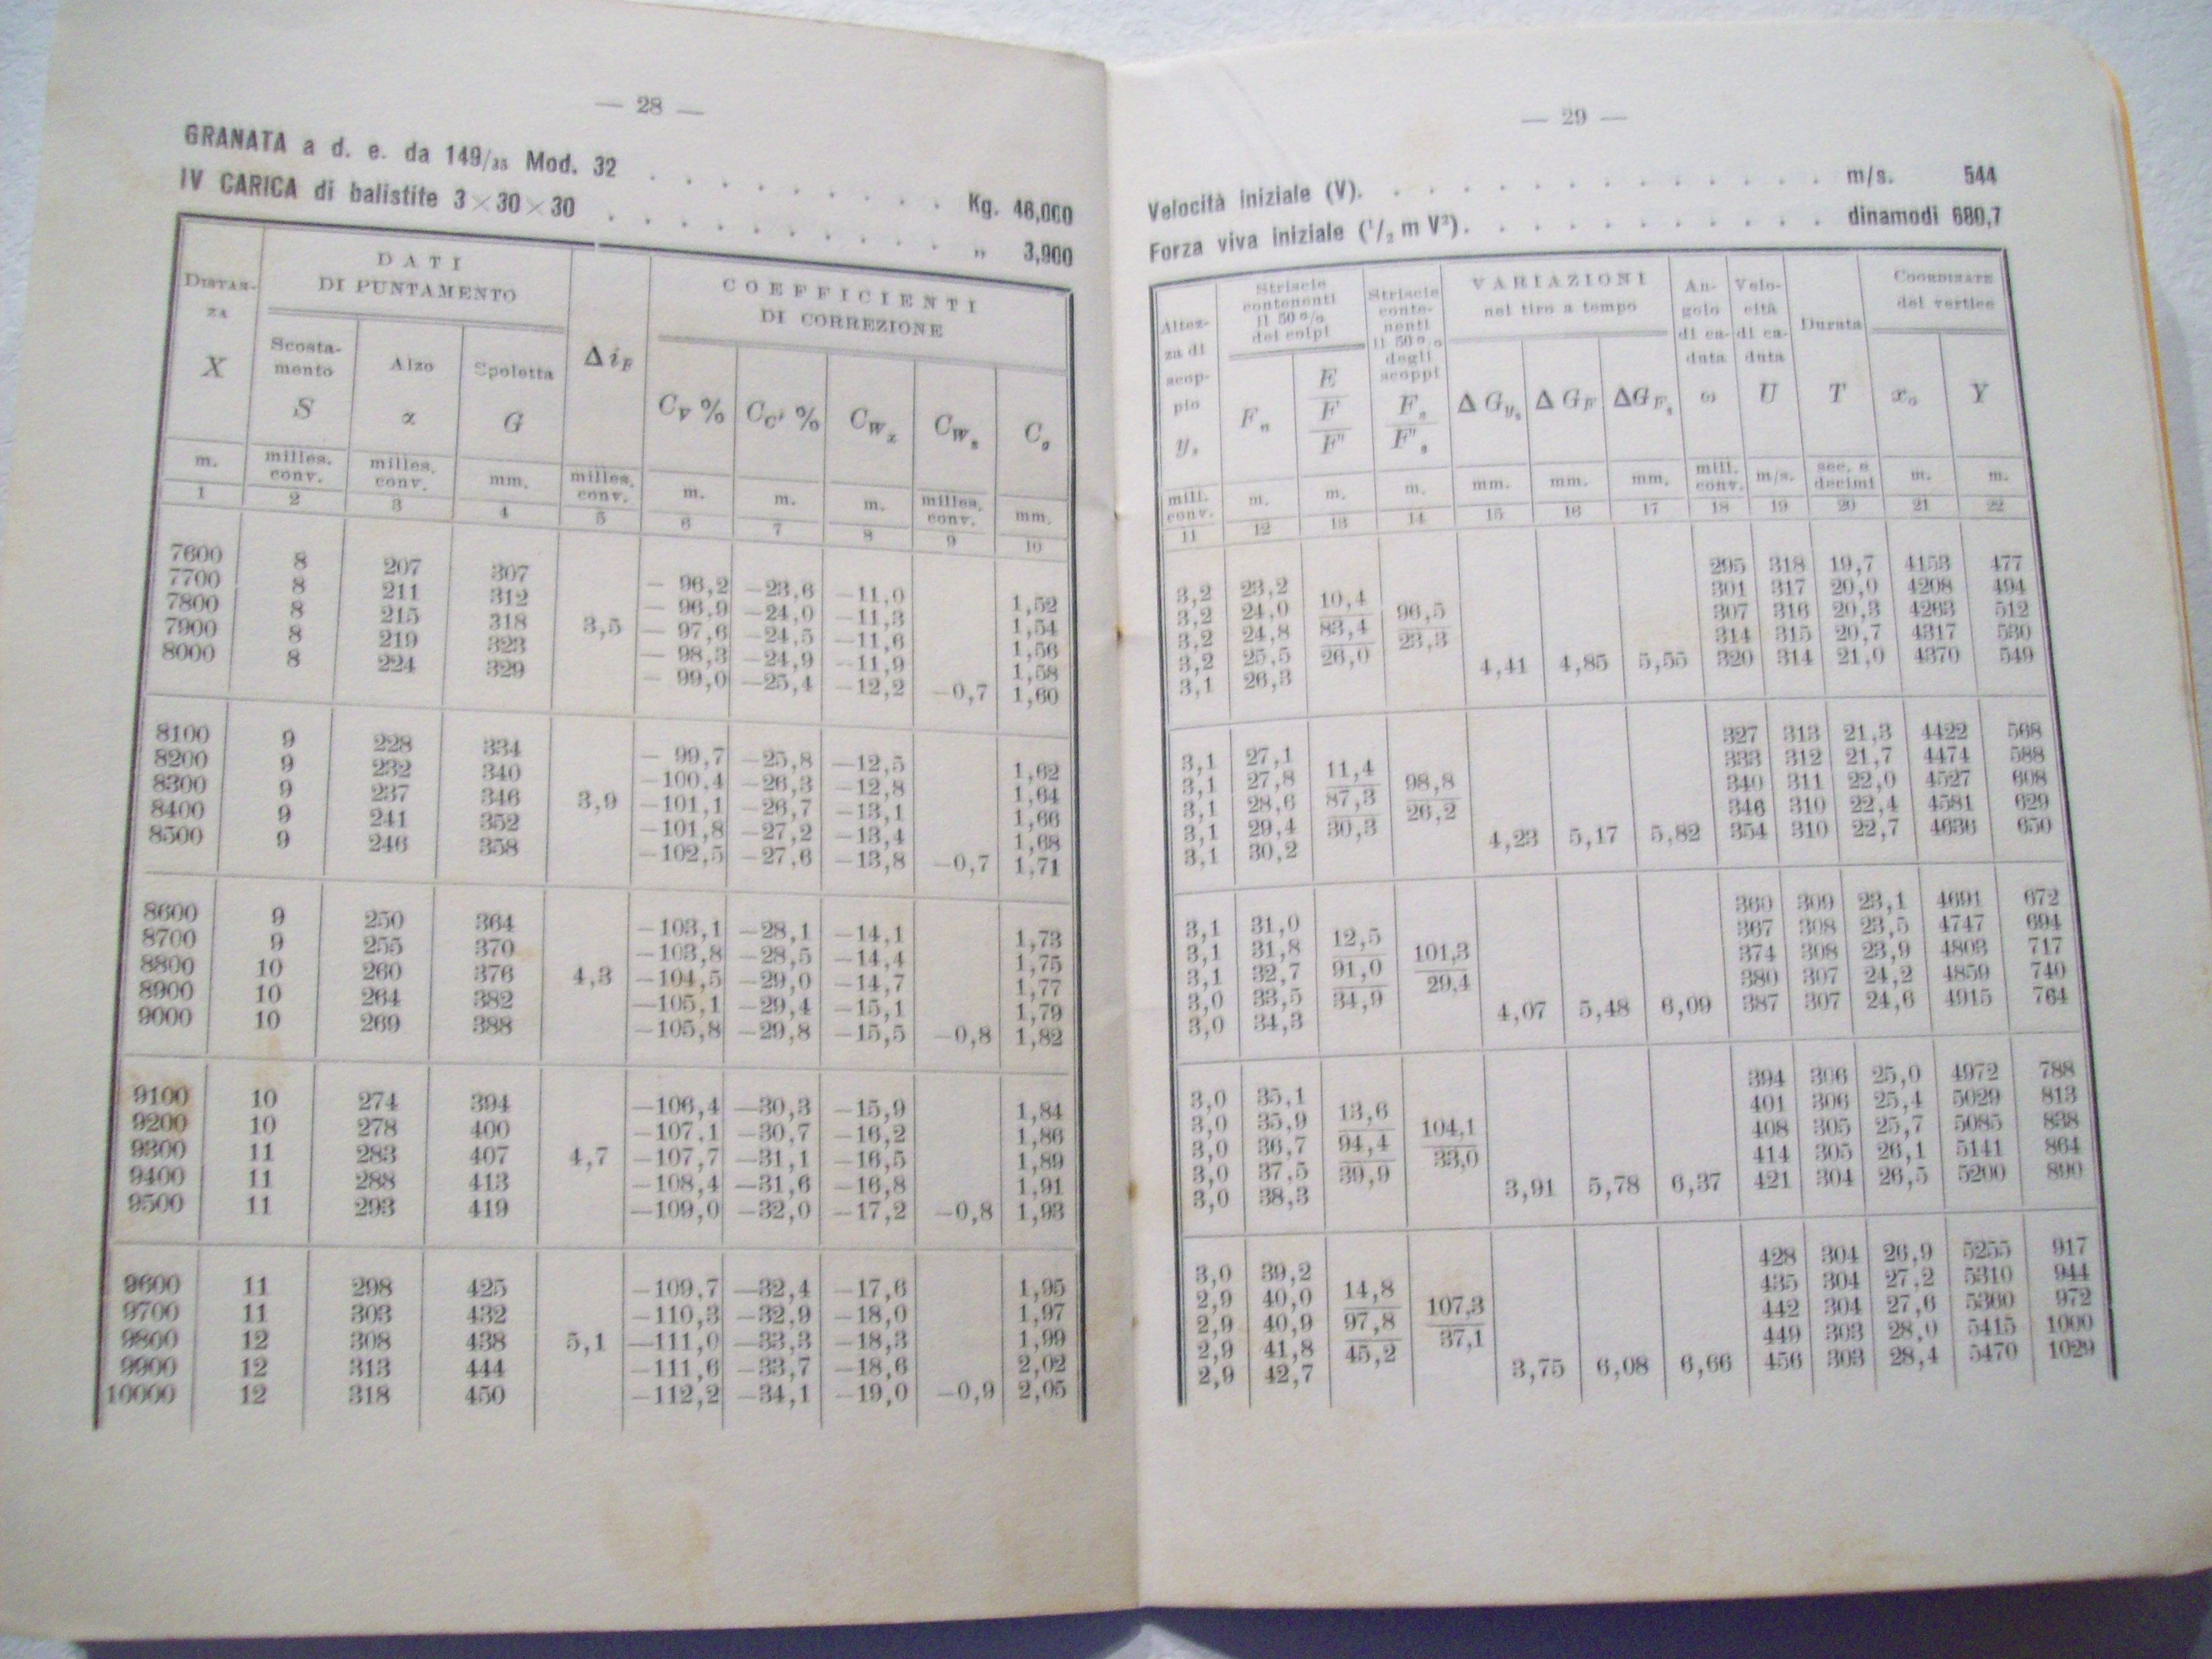 — 28 —
GRANATA a d. e. da 149/35 Mod. 32 . . . . . . . . . Kg. 46,000
IV CARICA di balistite 3×30×30 . . . . . . . . . . . „ 3,900
DISTANZA X | DATI DI PUNTAMENTO | Δ iF | COEFFICIENTI DI CORREZIONE
Scostamento S | Alzo α | Spoletta G | CV % | CC' % | CWx | CWs | Co
m. | milles. conv. | milles. conv. | mm. | milles. conv. | m. | m. | m. | milles. conv. | mm.
1 | 2 | 3 | 4 | 5 | 6 | 7 | 8 | 9 | 10
7600 8 207 307 — 96,2 —23,6 —11,0 1,52
7700 8 211 312 — 96,9 —24,0 —11,3 1,54
7800 8 215 318 3,5 — 97,6 —24,5 —11,6 1,56
7900 8 219 323 — 98,3 —24,9 —11,9 1,58
8000 8 224 329 — 99,0 —25,4 —12,2 —0,7 1,60
8100 9 228 334 — 99,7 —25,8 —12,5 1,62
8200 9 232 340 —100,4 —26,3 —12,8 1,64
8300 9 237 346 3,9 —101,1 —26,7 —13,1 1,66
8400 9 241 352 —101,8 —27,2 —13,4 1,68
8500 9 246 358 —102,5 —27,6 —13,8 —0,7 1,71
8600 9 250 364 —103,1 —28,1 —14,1 1,73
8700 9 255 370 —103,8 —28,5 —14,4 1,75
8800 10 260 376 4,3 —104,5 —29,0 —14,7 1,77
8900 10 264 382 —105,1 —29,4 —15,1 1,79
9000 10 269 388 —105,8 —29,8 —15,5 —0,8 1,82
9100 10 274 394 —106,4 —30,3 —15,9 1,84
9200 10 278 400 —107,1 —30,7 —16,2 1,86
9300 11 283 407 4,7 —107,7 —31,1 —16,5 1,89
9400 11 288 413 —108,4 —31,6 —16,8 1,91
9500 11 293 419 —109,0 —32,0 —17,2 —0,8 1,93
9600 11 298 425 —109,7 —32,4 —17,6 1,95
9700 11 303 432 —110,3 —32,9 —18,0 1,97
9800 12 308 438 5,1 —111,0 —33,3 —18,3 1,99
9900 12 313 444 —111,6 —33,7 —18,6 2,02
10000 12 318 450 —112,2 —34,1 —19,0 —0,9 2,05
— 29 —
Velocità iniziale (V). . . . . . . . . . . . . . . m/s. 544
Forza viva iniziale (1/2 m V²). . . . . . . . . . . . dinamodi 680,7
Altezza di scoppio ys | Striscie contenenti il 50 % dei colpi | Striscie contenenti il 50 % degli scoppi | VARIAZIONI nel tiro a tempo | Angolo di caduta ω | Velocità di caduta U | Durata T | COORDINATE del vertice
Fn | E F F" | Fs F"s | Δ Gys | Δ GF | ΔGFs | x0 | Y
mill. conv. | m. | m. | m. | mm. | mm. | mm. | mill. conv. | m/s. | sec. e decimi | m. | m.
11 | 12 | 13 | 14 | 15 | 16 | 17 | 18 | 19 | 20 | 21 | 22
3,2 23,2 295 318 19,7 4153 477
3,2 24,0 10,4 96,5 301 317 20,0 4208 494
3,2 24,8 83,4 23,3 307 316 20,3 4263 512
3,2 25,5 26,0 314 315 20,7 4317 530
3,1 26,3 4,41 4,85 5,55 320 314 21,0 4370 549
3,1 27,1 327 313 21,3 4422 568
3,1 27,8 11,4 98,8 333 312 21,7 4474 588
3,1 28,6 87,3 26,2 340 311 22,0 4527 608
3,1 29,4 30,3 346 310 22,4 4581 629
3,1 30,2 4,23 5,17 5,82 354 310 22,7 4636 650
3,1 31,0 360 309 23,1 4691 672
3,1 31,8 12,5 101,3 367 308 23,5 4747 694
3,1 32,7 91,0 29,4 374 308 23,9 4803 717
3,0 33,5 34,9 380 307 24,2 4859 740
3,0 34,3 4,07 5,48 6,09 387 307 24,6 4915 764
3,0 35,1 394 306 25,0 4972 788
3,0 35,9 13,6 104,1 401 306 25,4 5029 813
3,0 36,7 94,4 33,0 408 305 25,7 5085 838
3,0 37,5 39,9 414 305 26,1 5141 864
3,0 38,3 3,91 5,78 6,37 421 304 26,5 5200 890
3,0 39,2 428 304 26,9 5255 917
2,9 40,0 14,8 107,3 435 304 27,2 5310 944
2,9 40,9 97,8 37,1 442 304 27,6 5360 972
2,9 41,8 45,2 449 303 28,0 5415 1000
2,9 42,7 3,75 6,08 6,66 456 303 28,4 5470 1029